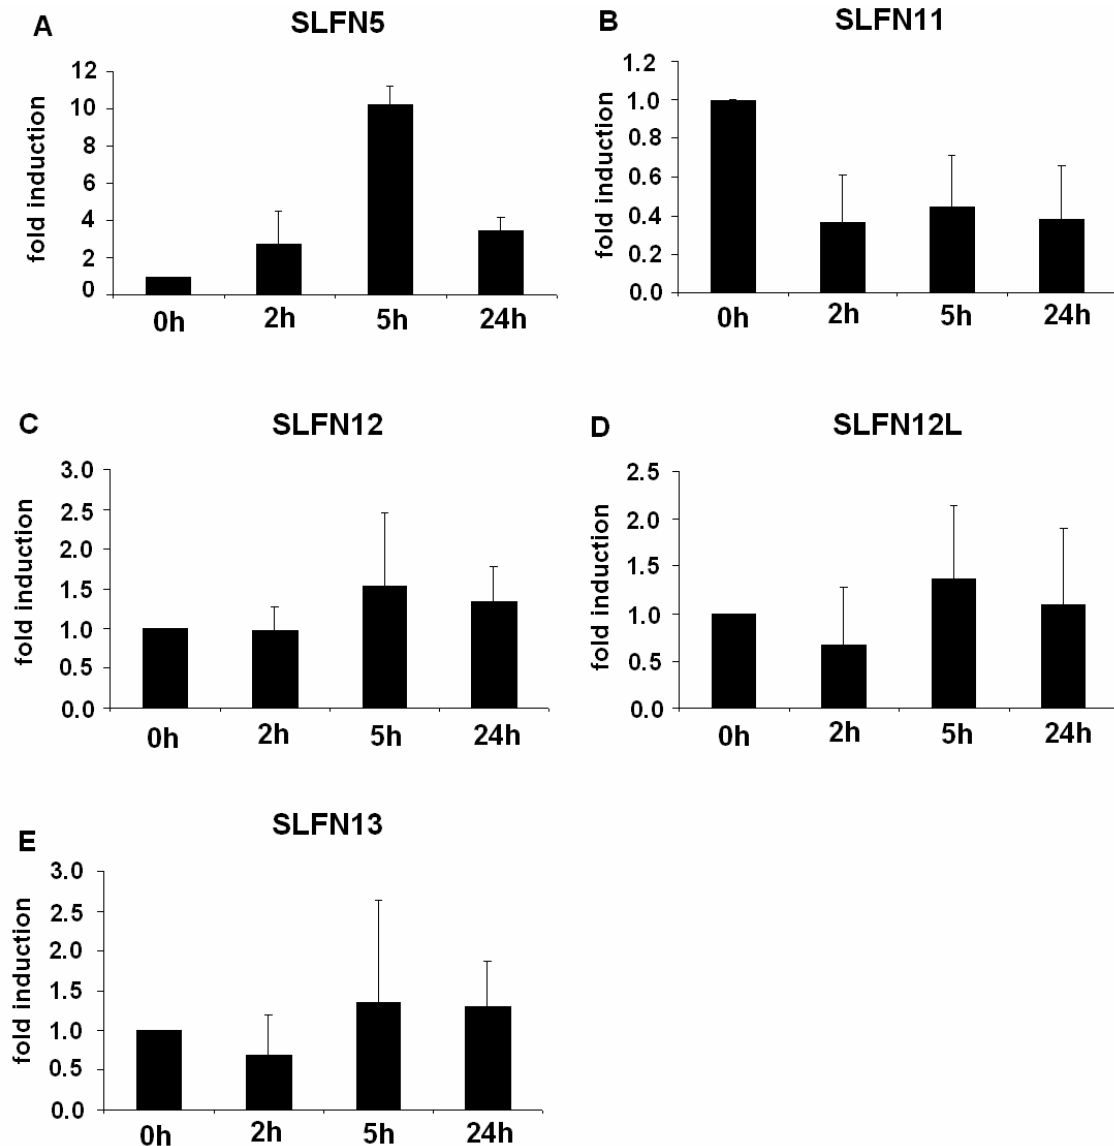 A
SLFN5
fold induction
12
10
8
6
4
2
0
0h 2h 5h 24h
B
SLFN11
fold induction
1.2
1.0
0.8
0.6
0.4
0.2
0.0
0h 2h 5h 24h
C
SLFN12
fold induction
3.0
2.5
2.0
1.5
1.0
0.5
0.0
0h 2h 5h 24h
D
SLFN12L
fold induction
2.5
2.0
1.5
1.0
0.5
0.0
0h 2h 5h 24h
E
SLFN13
fold induction
3.0
2.5
2.0
1.5
1.0
0.5
0.0
0h 2h 5h 24h